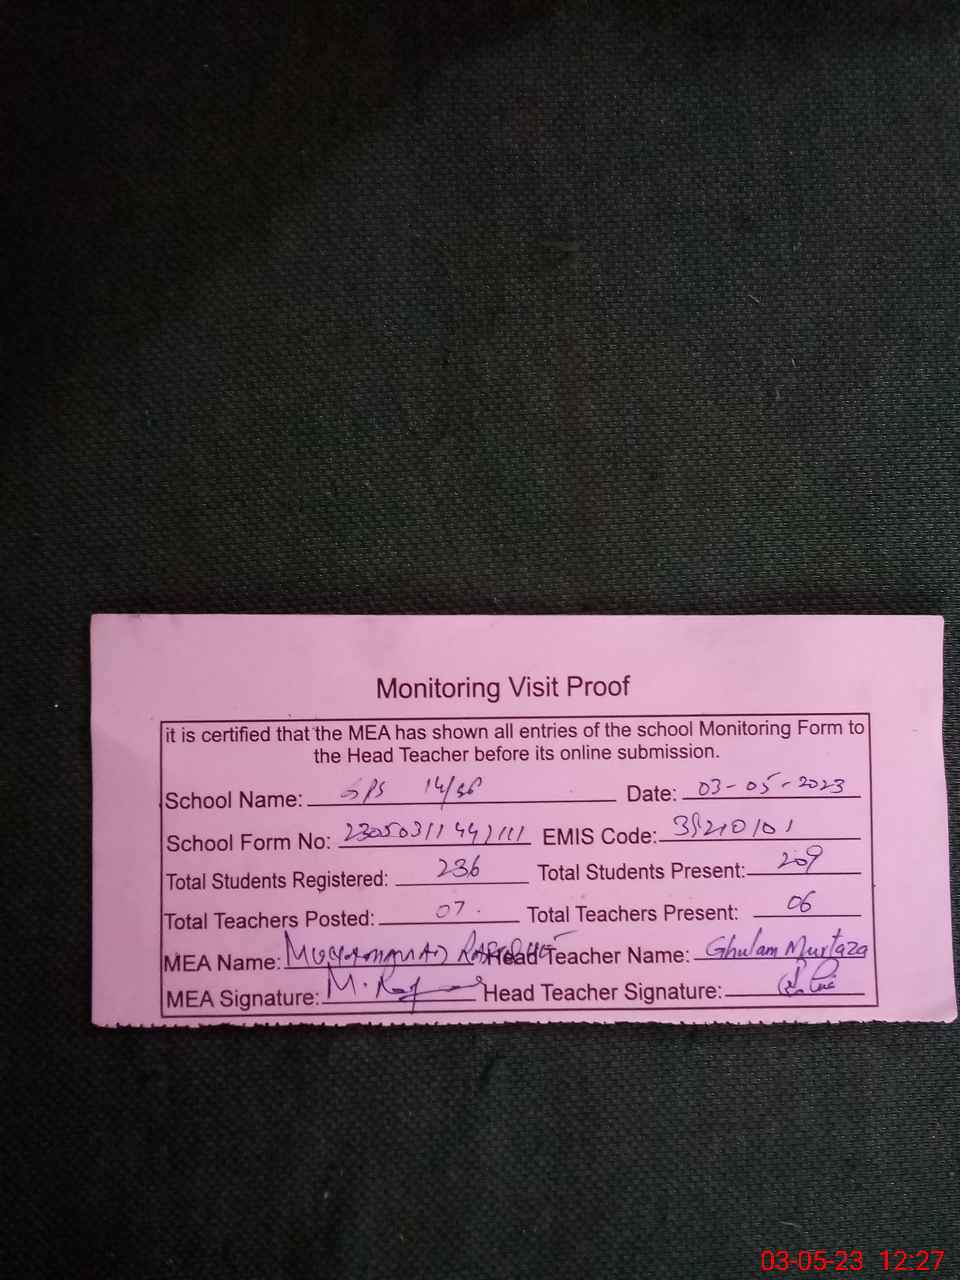 Monitoring Visit Proof
it is certified that the MEA has shown all entries of the school Monitoring Form to
the Head Teacher before its online submission.
School Name: GPS 14/SP Date: 03-05-2023
School Form No: EMIS Code: 39210101
Total Students Registered: 236 Total Students Present: 209
Total Teachers Posted: 07. Total Teachers Present: 06
MEA Name: Head Teacher Name: Ghulam Murtaza
MEA Signature: Head Teacher Signature:
03-05-23 12:27